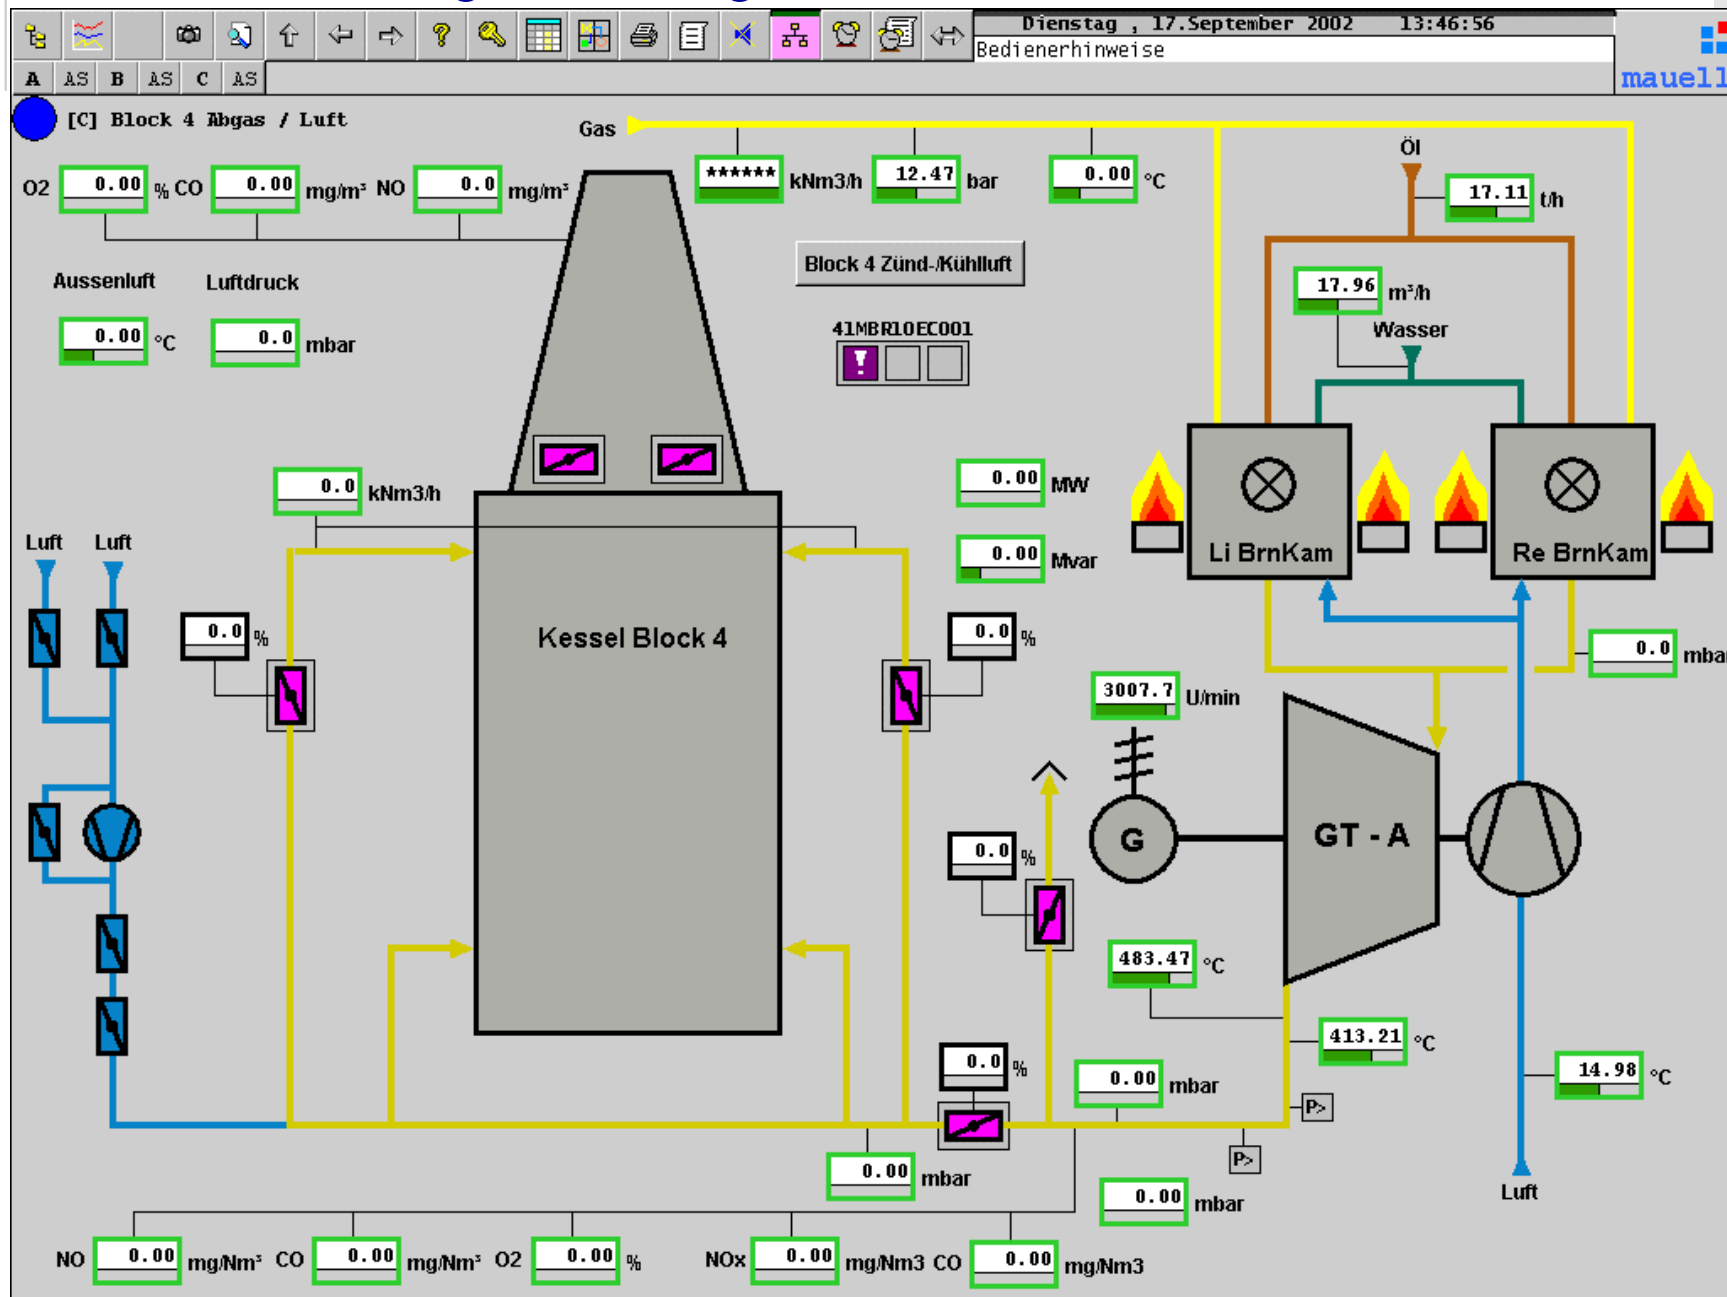 Dienstag , 17.September 2002 13:46:56
Bedienerhinweise
mauell
A AS B AS C AS
[C] Block 4 Abgas / Luft
Gas
Öl
O2 0.00 % CO 0.00 mg/m³ NO 0.0 mg/m³
****** kNm3/h 12.47 bar 0.00 °C
17.11 t/h
Block 4 Zünd-/Kühlluft
Aussenluft Luftdruck
17.96 m³/h
0.00 °C 0.0 mbar
41MBR10EC001
Wasser
!
0.0 kNm3/h
0.00 MW
Luft Luft
0.00 Mvar
Li BrnKam Re BrnKam
0.0 %
Kessel Block 4
0.0 %
0.0 mbar
3007.7 U/min
G
GT - A
0.0 %
483.47 °C
413.21 °C
0.0 %
0.00 mbar
14.98 °C
P>
P>
0.00 mbar
0.00 mbar
Luft
NO 0.00 mg/Nm³ CO 0.00 mg/Nm³ O2 0.00 % NOx 0.00 mg/Nm3 CO 0.00 mg/Nm3